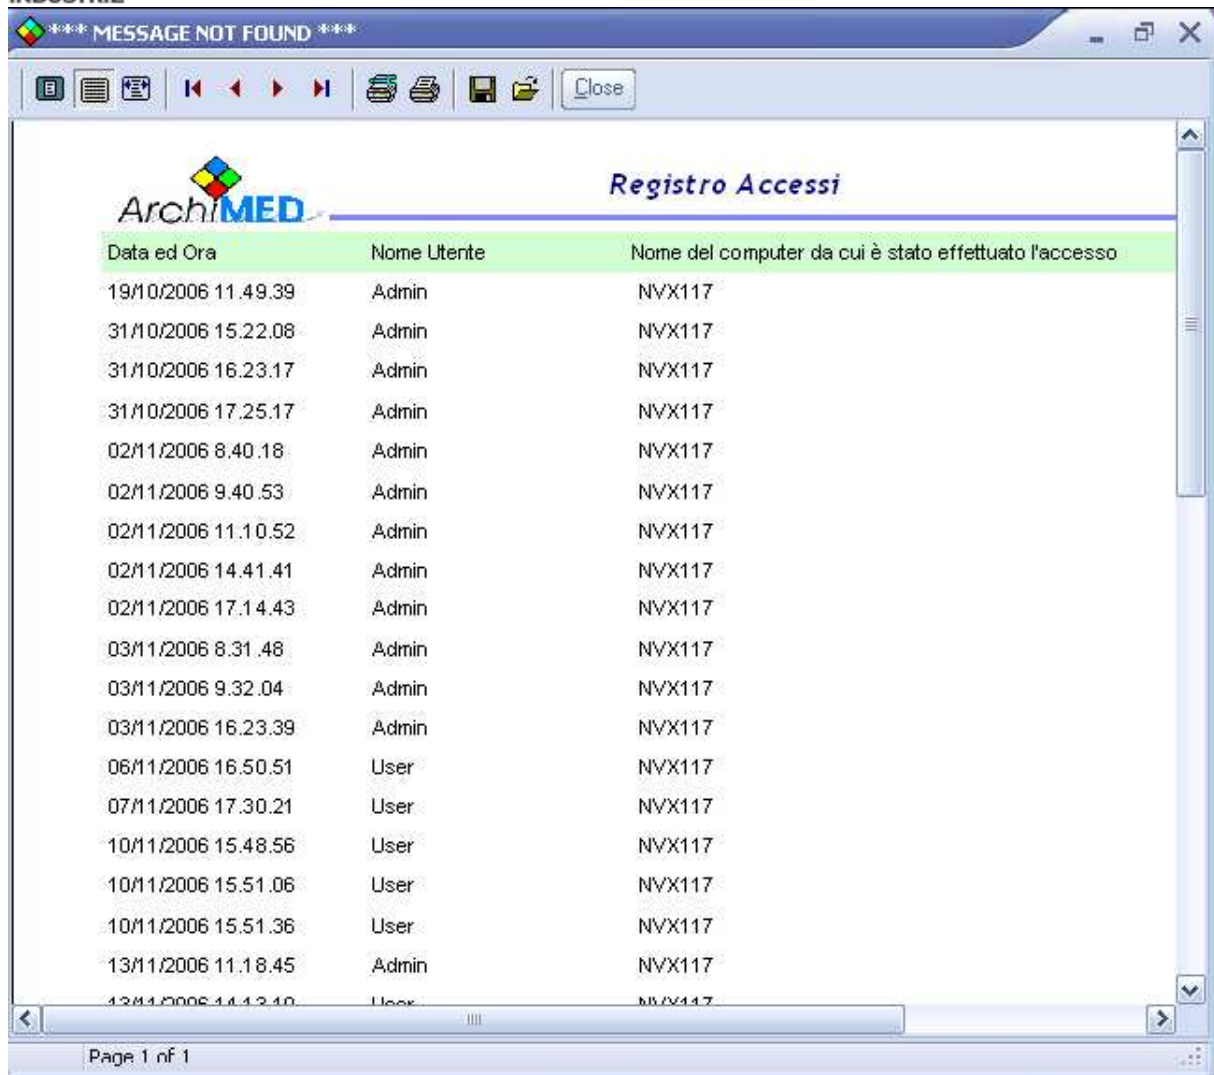 *** MESSAGE NOT FOUND ***
Close
ArchiMED
Registro Accessi
Data ed Ora Nome Utente Nome del computer da cui è stato effettuato l'accesso
19/10/2006 11.49.39 Admin NVX117
31/10/2006 15.22.08 Admin NVX117
31/10/2006 16.23.17 Admin NVX117
31/10/2006 17.25.17 Admin NVX117
02/11/2006 8.40.18 Admin NVX117
02/11/2006 9.40.53 Admin NVX117
02/11/2006 11.10.52 Admin NVX117
02/11/2006 14.41.41 Admin NVX117
02/11/2006 17.14.43 Admin NVX117
03/11/2006 8.31.48 Admin NVX117
03/11/2006 9.32.04 Admin NVX117
03/11/2006 16.23.39 Admin NVX117
06/11/2006 16.50.51 User NVX117
07/11/2006 17.30.21 User NVX117
10/11/2006 15.48.56 User NVX117
10/11/2006 15.51.06 User NVX117
10/11/2006 15.51.36 User NVX117
13/11/2006 11.18.45 Admin NVX117
User NVX117
Page 1 of 1